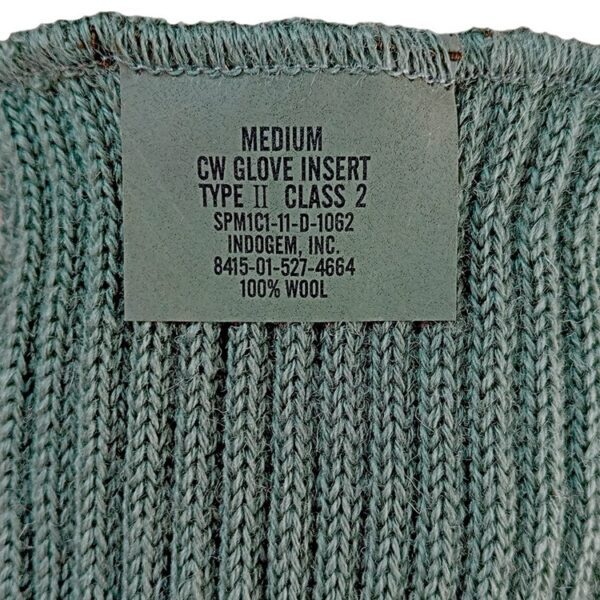 MEDIUM
CW GLOVE INSERT
TYPE II CLASS 2
SPM1C1-11-D-1062
INDOGEM, INC.
8415-01-527-4664
100% WOOL